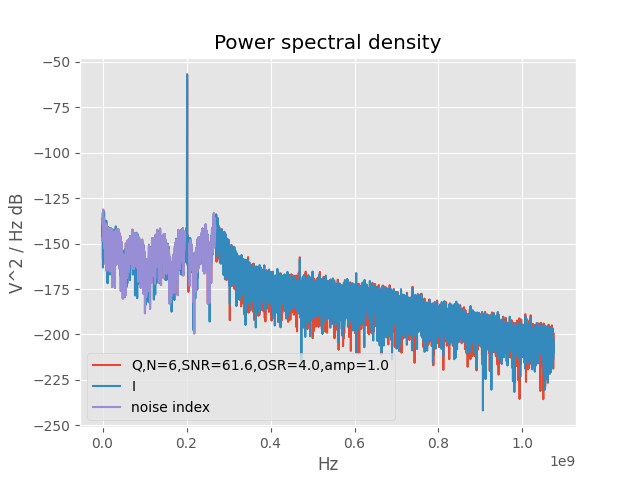 Power spectral density
−50
−75
−100
−125
−150
−175
−200
−225
−250
V^2 / Hz dB
Q,N=6,SNR=61.6,OSR=4.0,amp=1.0
I
noise index
0.0 0.2 0.4 0.6 0.8 1.0
1e9
Hz